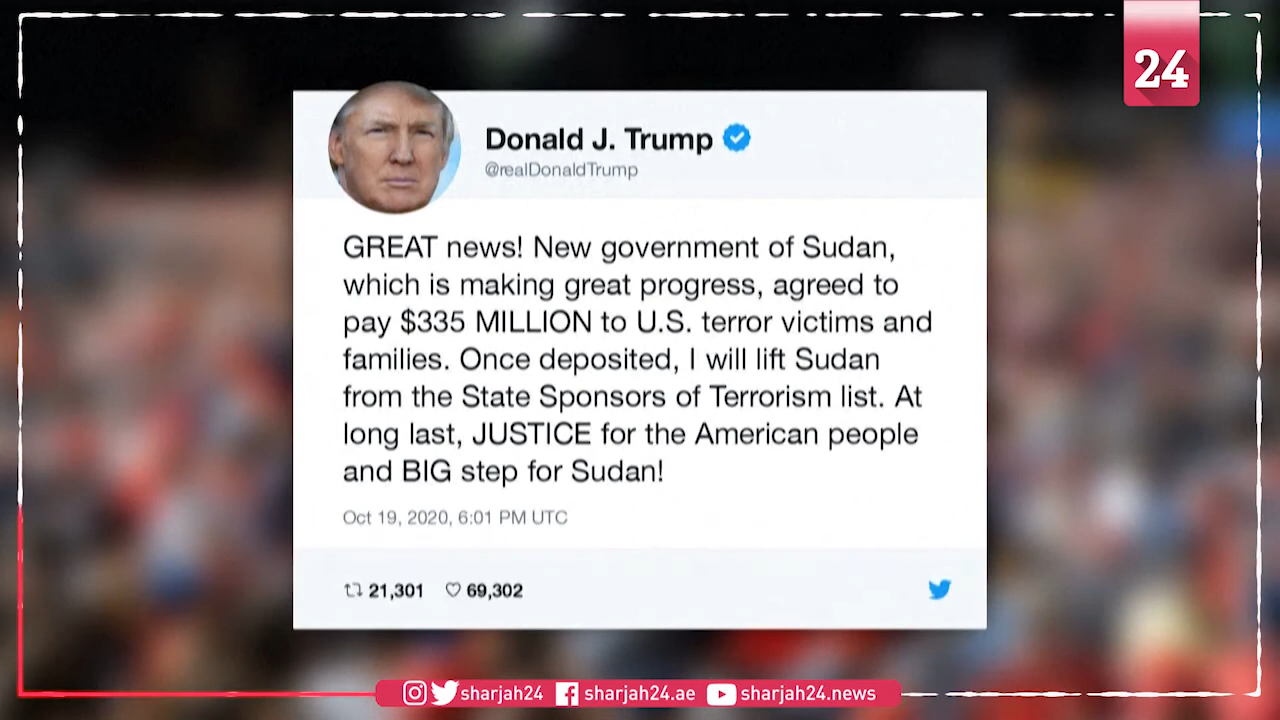 24
Donald J. Trump
@realDonaldTrump
GREAT news! New government of Sudan,
which is making great progress, agreed to
pay $335 MILLION to U.S. terror victims and
families. Once deposited, I will lift Sudan
from the State Sponsors of Terrorism list. At
long last, JUSTICE for the American people
and BIG step for Sudan!
Oct 19, 2020, 6:01 PM UTC
21,301 69,302
sharjah24 sharjah24.ae sharjah24.news